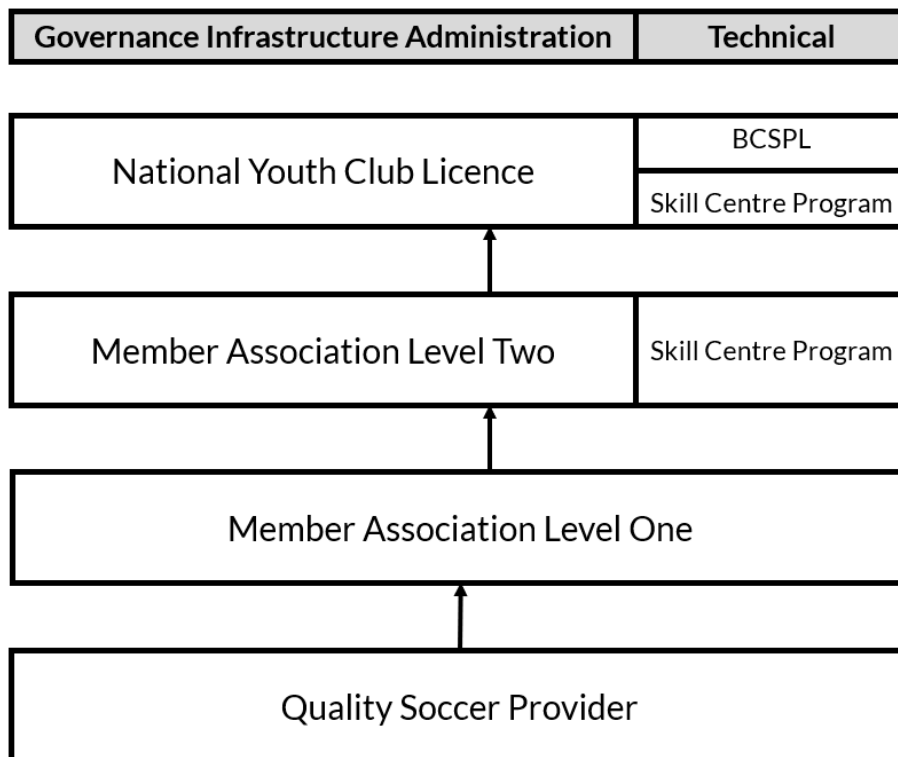 Governance Infrastructure Administration Technical
National Youth Club Licence
BCSPL
Skill Centre Program
Member Association Level Two
Skill Centre Program
Member Association Level One
Quality Soccer Provider